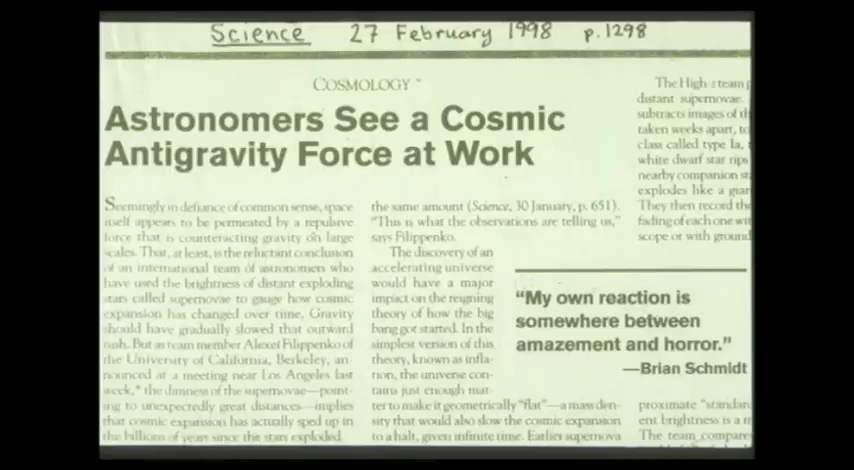 Science 27 February 1998 p.1298
COSMOLOGY
Astronomers See a Cosmic
Antigravity Force at Work
Seemingly in defiance of common sense, space
itself appears to be permeated by a repulsive
force that is counteracting gravity on large
scales. That, at least, is the reluctant conclusion
of an international team of astronomers who
have used the brightness of distant exploding
stars called supernovae to gauge how cosmic
expansion has changed over time. Gravity
should have gradually slowed that outward
rush. But as team member Alexei Filippenko of
the University of California, Berkeley, an-
nounced at a meeting near Los Angeles last
week,* the dimness of the supernovae—point-
ing to unexpectedly great distances—implies
that cosmic expansion has actually sped up in
the billions of years since the stars exploded.
the same amount (Science, 30 January, p. 651).
"This is what the observations are telling us,"
says Filippenko.
The discovery of an
accelerating universe
would have a major
impact on the reigning
theory of how the big
bang got started. In the
simplest version of this
theory, known as infla-
tion, the universe con-
tains just enough mat-
ter to make it geometrically "flat"—a mass den-
sity that would also slow the cosmic expansion
to a halt, given infinite time. Earlier supernova
The High-z team p
distant supernovae.
subtracts images of th
taken weeks apart, to
class called type Ia,
white dwarf star rips
nearby companion st
explodes like a gian
They then record the
fading of each one wit
scope or with ground
"My own reaction is
somewhere between
amazement and horror."
—Brian Schmidt
proximate "standar
ent brightness is a m
The team compare